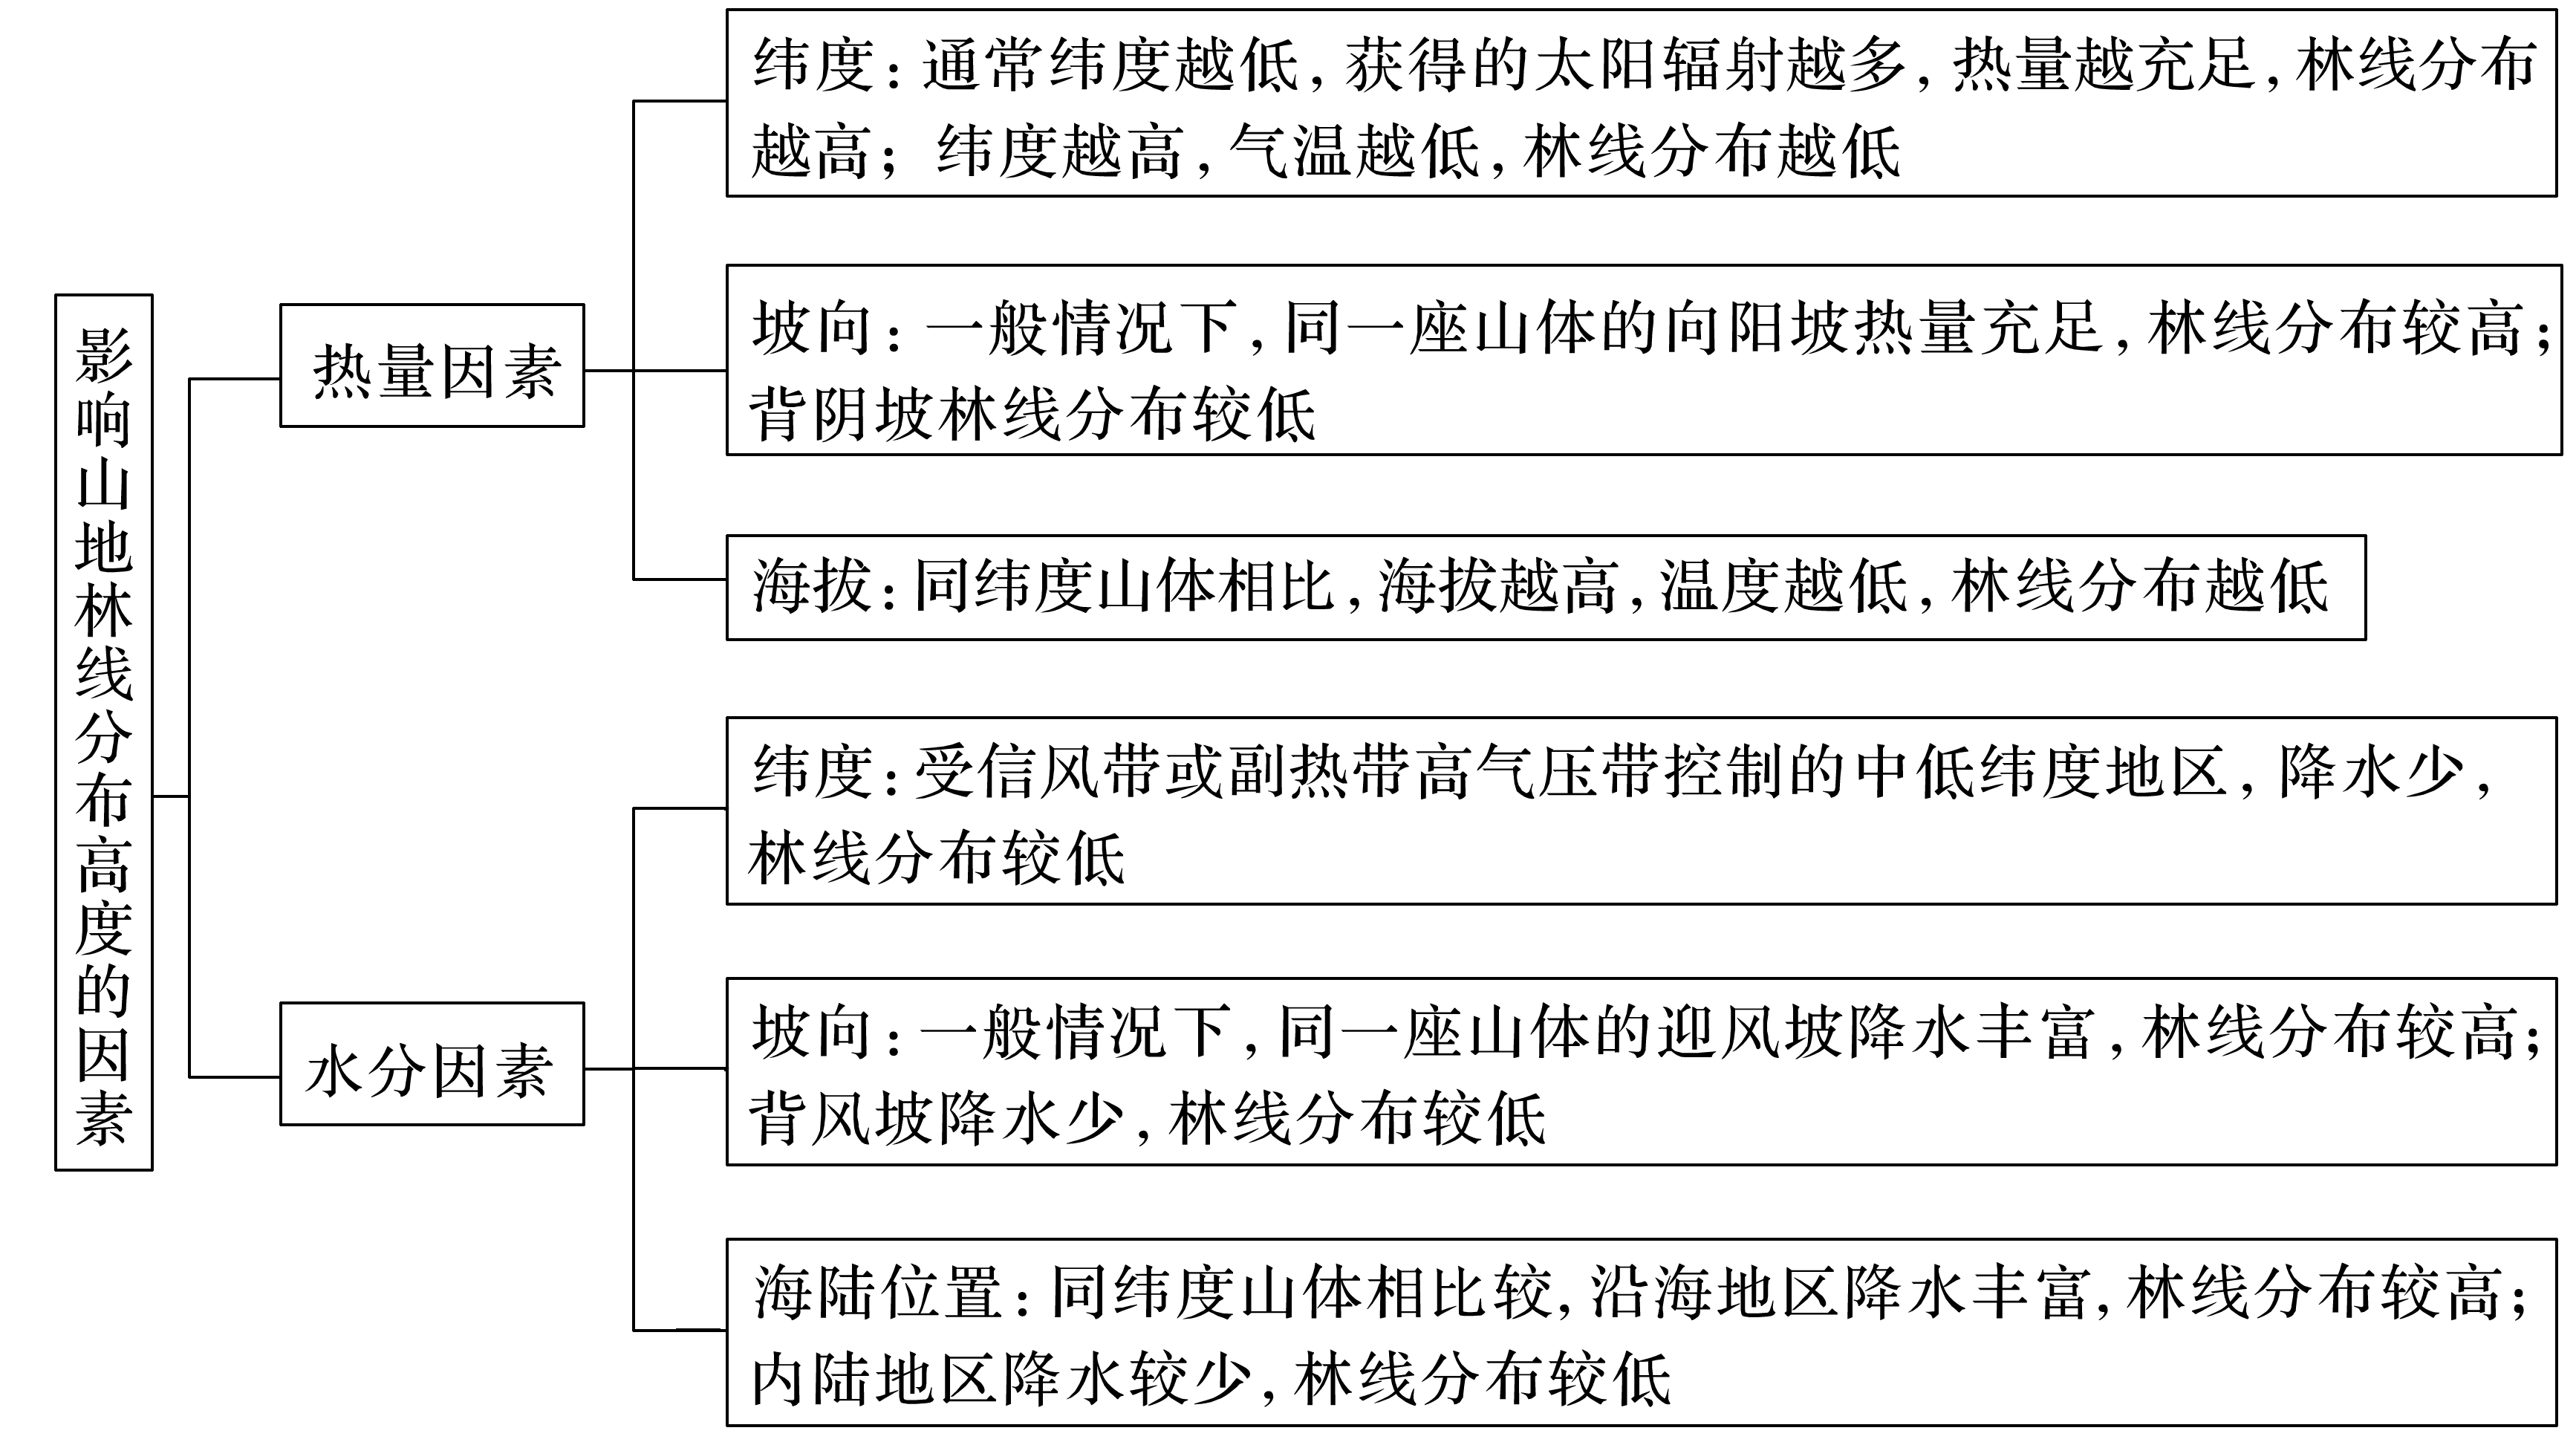 影响山地林线分布高度的因素
热量因素
纬度：通常纬度越低，获得的太阳辐射越多，热量越充足，林线分布
越高；纬度越高，气温越低，林线分布越低
坡向：一般情况下，同一座山体的向阳坡热量充足，林线分布较高；
背阴坡林线分布较低
海拔：同纬度山体相比，海拔越高，温度越低，林线分布越低
水分因素
纬度：受信风带或副热带高气压带控制的中低纬度地区，降水少，
林线分布较低
坡向：一般情况下，同一座山体的迎风坡降水丰富，林线分布较高；
背风坡降水少，林线分布较低
海陆位置：同纬度山体相比较，沿海地区降水丰富，林线分布较高；
内陆地区降水较少，林线分布较低